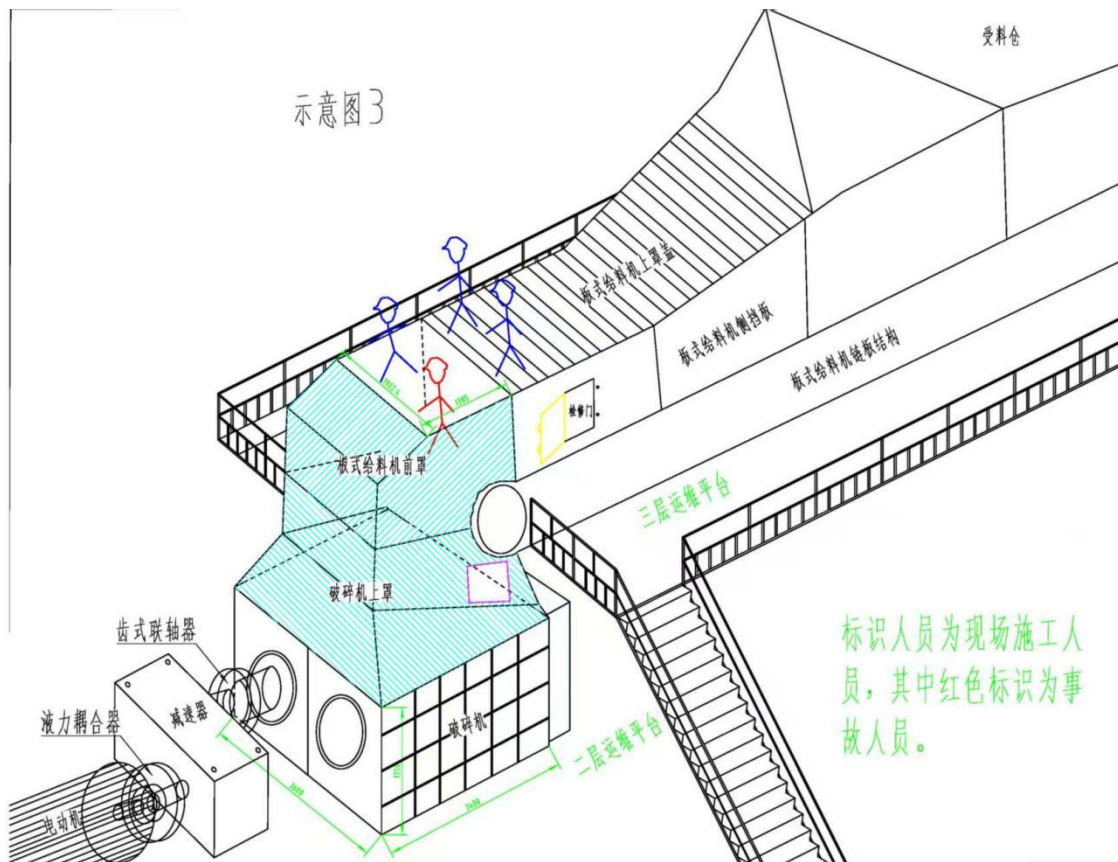 受料仓
示意图3
板式给料机上罩盖
板式给料机侧挡板
板式给料机链板结构
检修门
板式给料机前罩
三层运维平台
破碎机上罩
齿式联轴器
减速器
液力耦合器
电动机
破碎机
二层运维平台
3400
标识人员为现场施工人
员，其中红色标识为事
故人员。